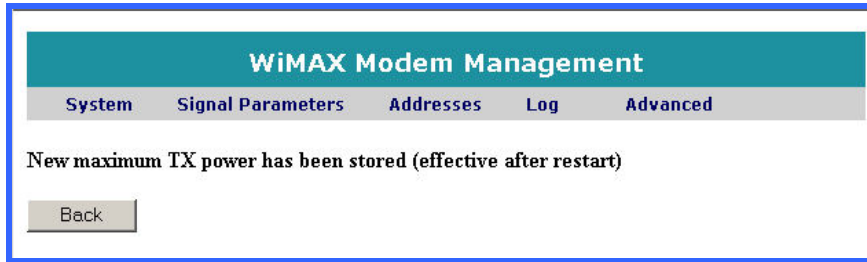 WiMAX Modem Management
System Signal Parameters Addresses Log Advanced
New maximum TX power has been stored (effective after restart)
Back